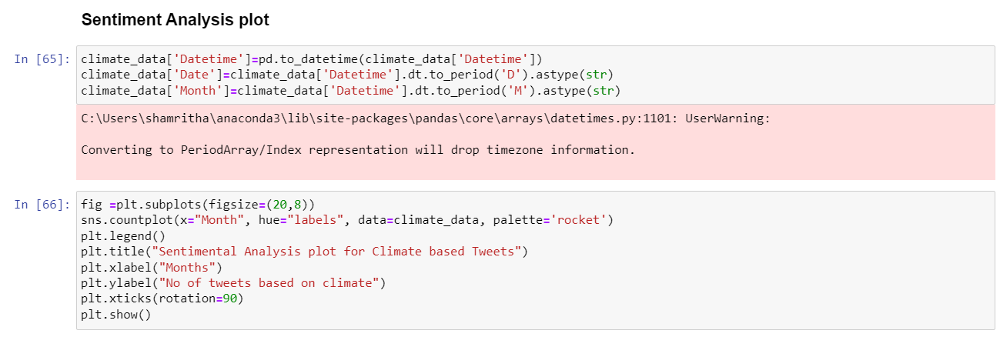 Sentiment Analysis plot
In [65]: climate_data['Datetime']=pd.to_datetime(climate_data['Datetime'])
climate_data['Date']=climate_data['Datetime'].dt.to_period('D').astype(str)
climate_data['Month']=climate_data['Datetime'].dt.to_period('M').astype(str)
C:\Users\shamritha\anaconda3\lib\site-packages\pandas\core\arrays\datetimes.py:1101: UserWarning:
Converting to PeriodArray/Index representation will drop timezone information.
In [66]: fig =plt.subplots(figsize=(20,8))
sns.countplot(x="Month", hue="labels", data=climate_data, palette='rocket')
plt.legend()
plt.title("Sentimental Analysis plot for Climate based Tweets")
plt.xlabel("Months")
plt.ylabel("No of tweets based on climate")
plt.xticks(rotation=90)
plt.show()